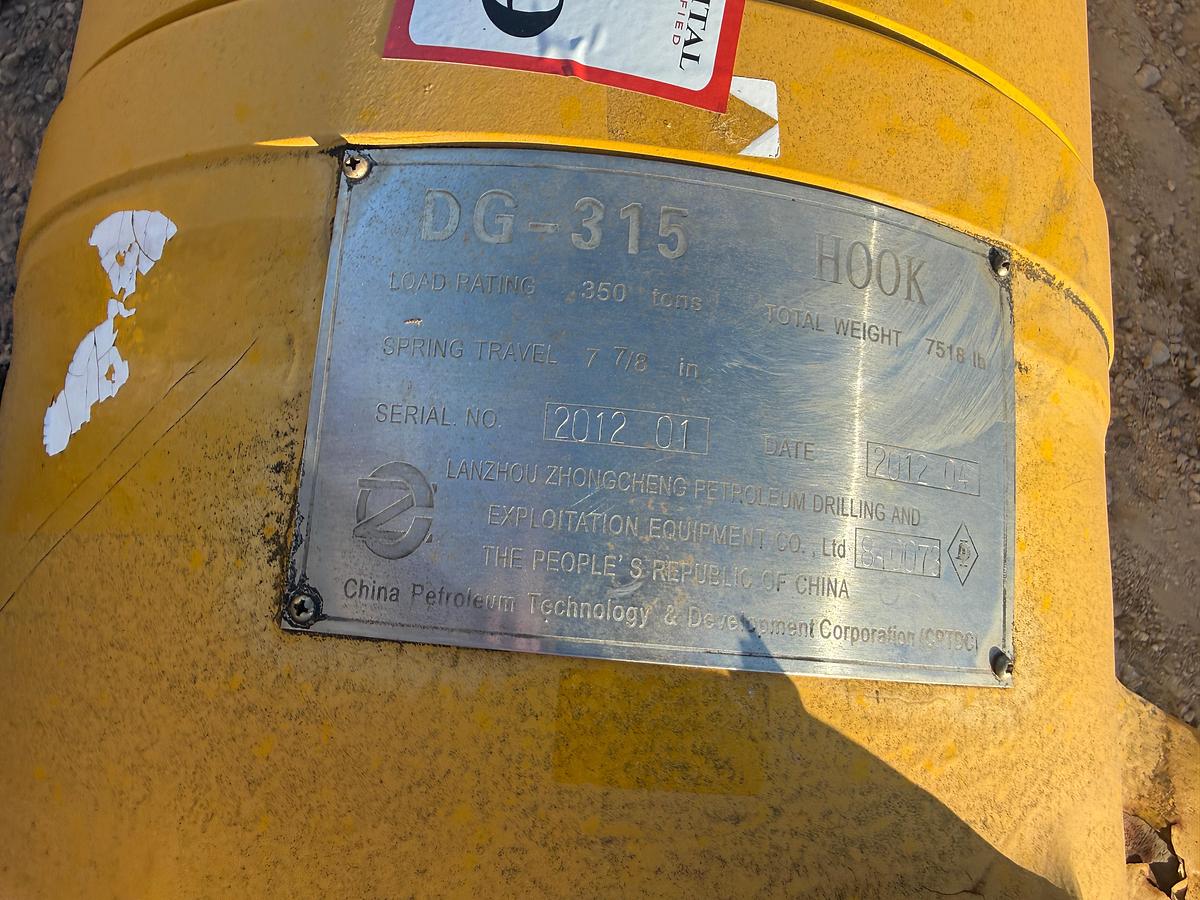 ITAL
FIED
DG-315 HOOK
LOAD RATING 350 tons TOTAL WEIGHT 7518 lb
SPRING TRAVEL 7 7/8 in
SERIAL. NO. 2012 01 DATE 2012 04
LANZHOU ZHONGCHENG PETROLEUM DRILLING AND
EXPLOITATION EQUIPMENT CO., Ltd
THE PEOPLE'S REPUBLIC OF CHINA
China Petroleum Technology & Development Corporation (CPTDC)